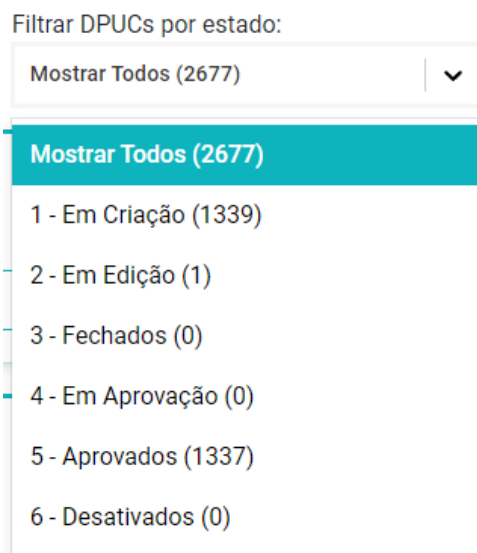 Filtrar DPUCs por estado:
Mostrar Todos (2677)
Mostrar Todos (2677)
1 - Em Criação (1339)
2 - Em Edição (1)
3 - Fechados (0)
4 - Em Aprovação (0)
5 - Aprovados (1337)
6 - Desativados (0)